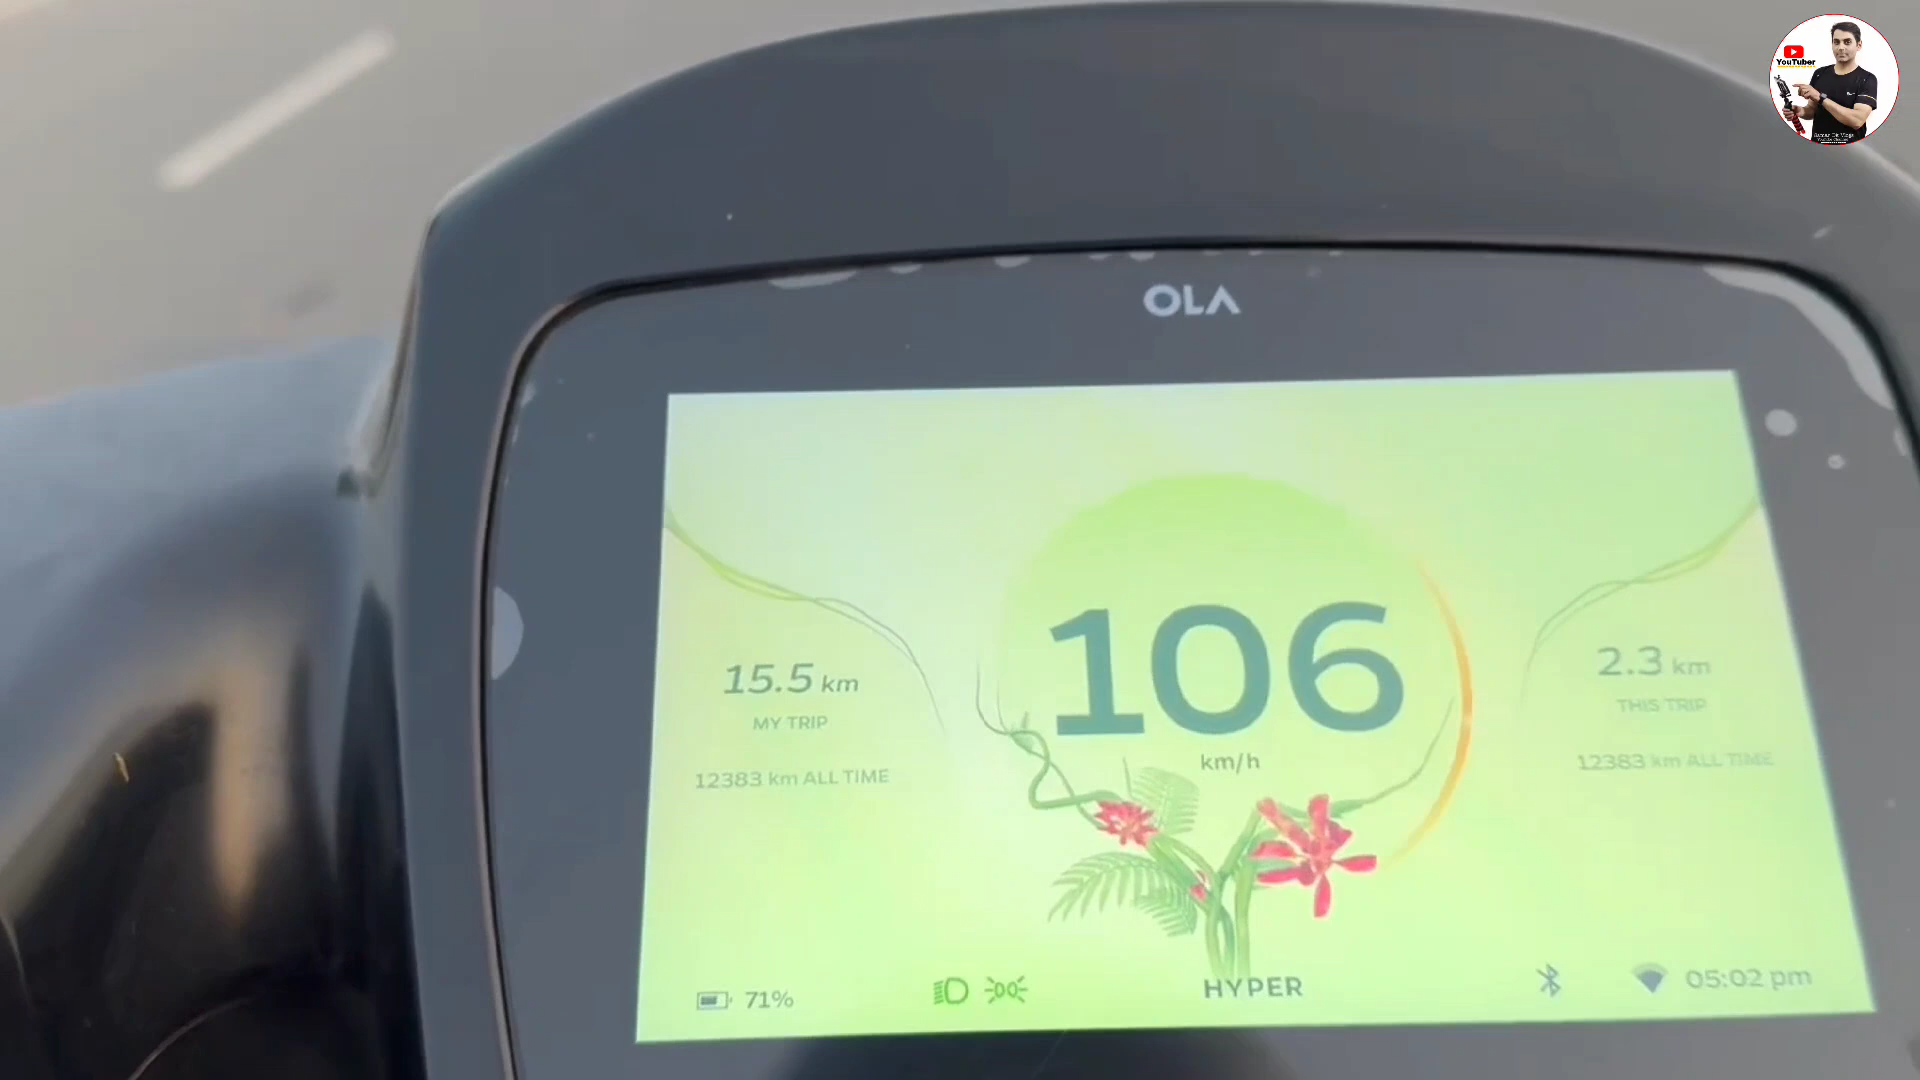 YouTuber
OLA
106
km/h
15.5 km
MY TRIP
12383 km ALL TIME
2.3 km
THIS TRIP
12383 km ALL TIME
71%
HYPER
05:02 pm